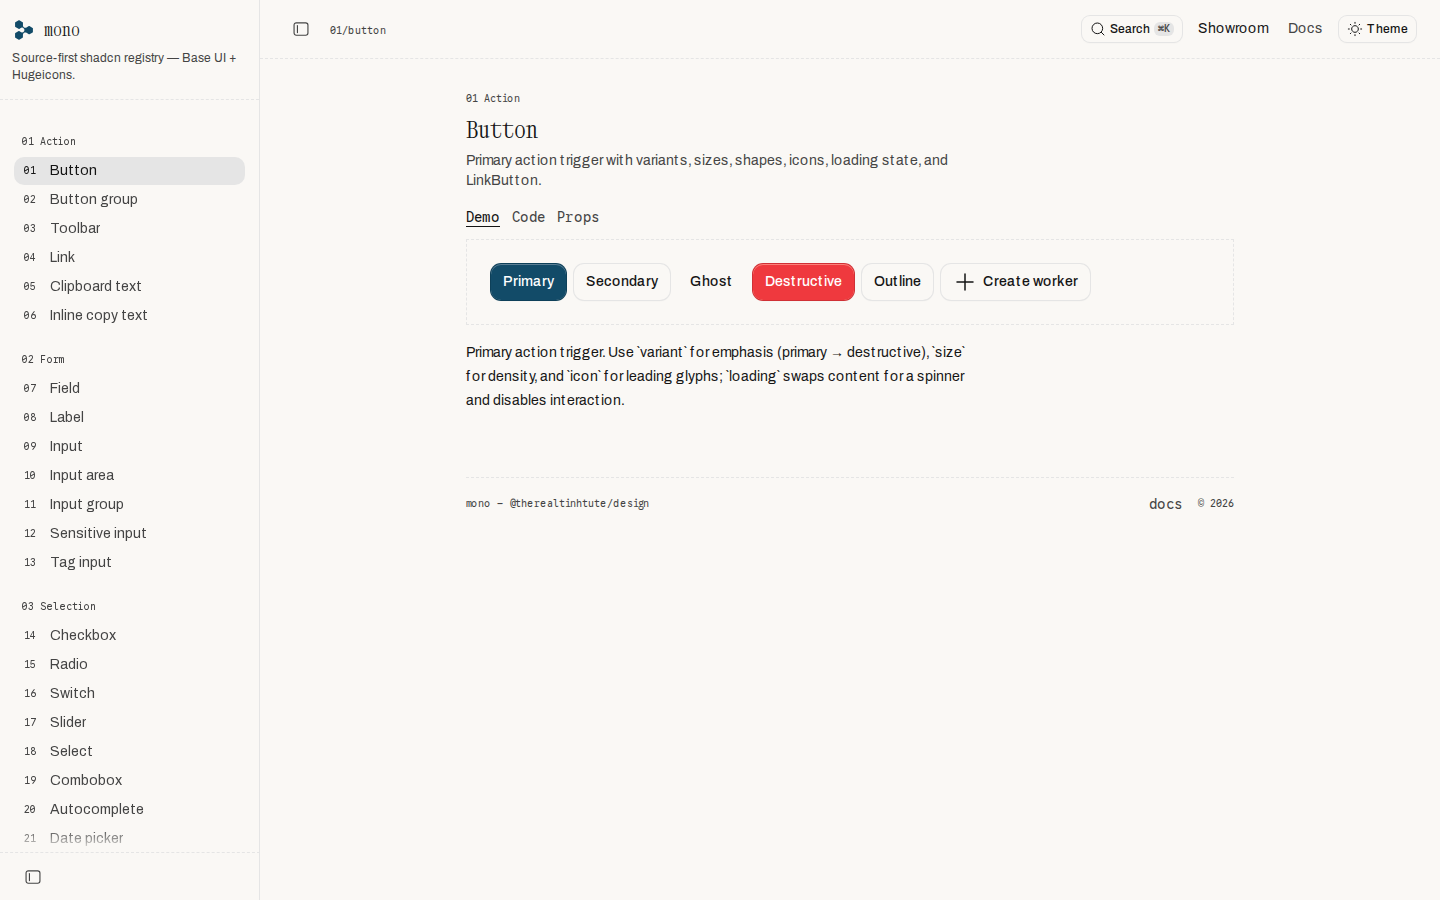 mono
Source-first shadcn registry — Base UI +
Hugeicons.
01 Action
01 Button
02 Button group
03 Toolbar
04 Link
05 Clipboard text
06 Inline copy text
02 Form
07 Field
08 Label
09 Input
10 Input area
11 Input group
12 Sensitive input
13 Tag input
03 Selection
14 Checkbox
15 Radio
16 Switch
17 Slider
18 Select
19 Combobox
20 Autocomplete
21 Date picker
01/button
Search ⌘K
Showroom
Docs
Theme
01 Action
Button
Primary action trigger with variants, sizes, shapes, icons, loading state, and
LinkButton.
Demo Code Props
Primary Secondary Ghost Destructive Outline Create worker
Primary action trigger. Use `variant` for emphasis (primary → destructive), `size`
for density, and `icon` for leading glyphs; `loading` swaps content for a spinner
and disables interaction.
mono — @therealtinhtute/design
docs © 2026